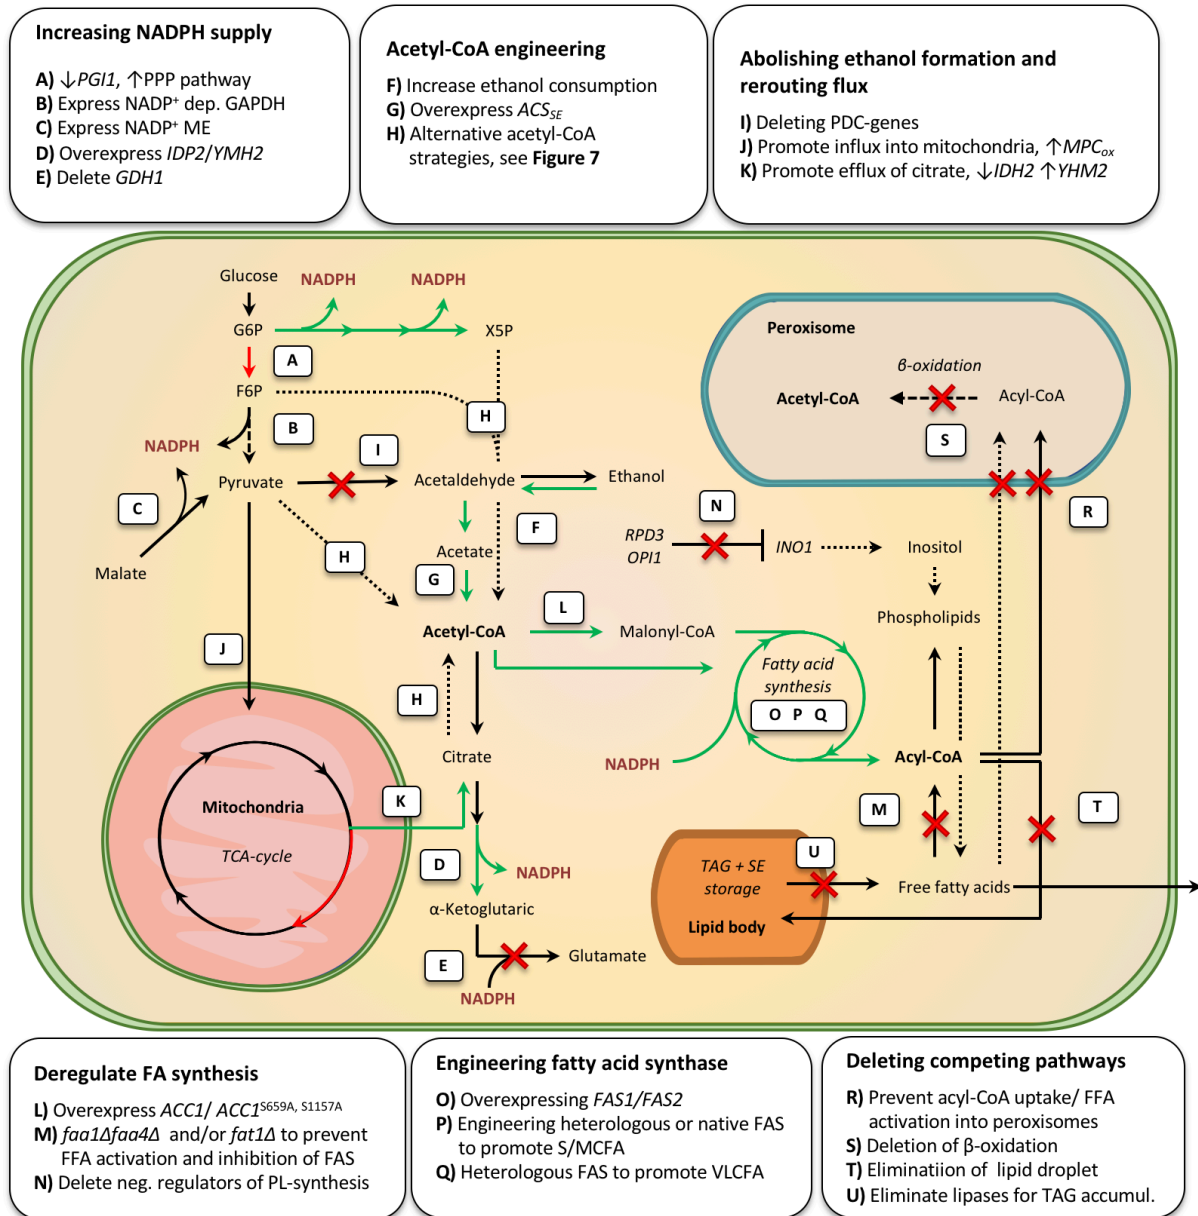 Increasing NADPH supply
A) ↓PGI1, ↑PPP pathway
B) Express NADP⁺ dep. GAPDH
C) Express NADP⁺ ME
D) Overexpress IDP2/YMH2
E) Delete GDH1
Acetyl-CoA engineering
F) Increase ethanol consumption
G) Overexpress ACS_SE
H) Alternative acetyl-CoA
strategies, see Figure 7
Abolishing ethanol formation and
rerouting flux
I) Deleting PDC-genes
J) Promote influx into mitochondria, ↑MPC_ox
K) Promote efflux of citrate, ↓IDH2 ↑YHM2
Glucose
NADPH
NADPH
G6P
X5P
A
F6P
H
B
NADPH
I
Pyruvate
Acetaldehyde
Ethanol
C
F
Malate
H
Acetate
G
Acetyl-CoA
L
Malonyl-CoA
J
H
Fatty acid
synthesis
O P Q
Citrate
NADPH
Acyl-CoA
Peroxisome
β-oxidation
Acetyl-CoA
Acyl-CoA
S
R
N
RPD3
OPI1
INO1
Inositol
Phospholipids
Mitochondria
TCA-cycle
K
D
NADPH
α-Ketoglutaric
E
Glutamate
NADPH
M
T
U
TAG + SE
storage
Lipid body
Free fatty acids
Deregulate FA synthesis
L) Overexpress ACC1/ ACC1^S659A, S1157A
M) faa1Δfaa4Δ and/or fat1Δ to prevent
FFA activation and inhibition of FAS
N) Delete neg. regulators of PL-synthesis
Engineering fatty acid synthase
O) Overexpressing FAS1/FAS2
P) Engineering heterologous or native FAS
to promote S/MCFA
Q) Heterologous FAS to promote VLCFA
Deleting competing pathways
R) Prevent acyl-CoA uptake/ FFA
activation into peroxisomes
S) Deletion of β-oxidation
T) Eliminatiion of lipid droplet
U) Eliminate lipases for TAG accumul.